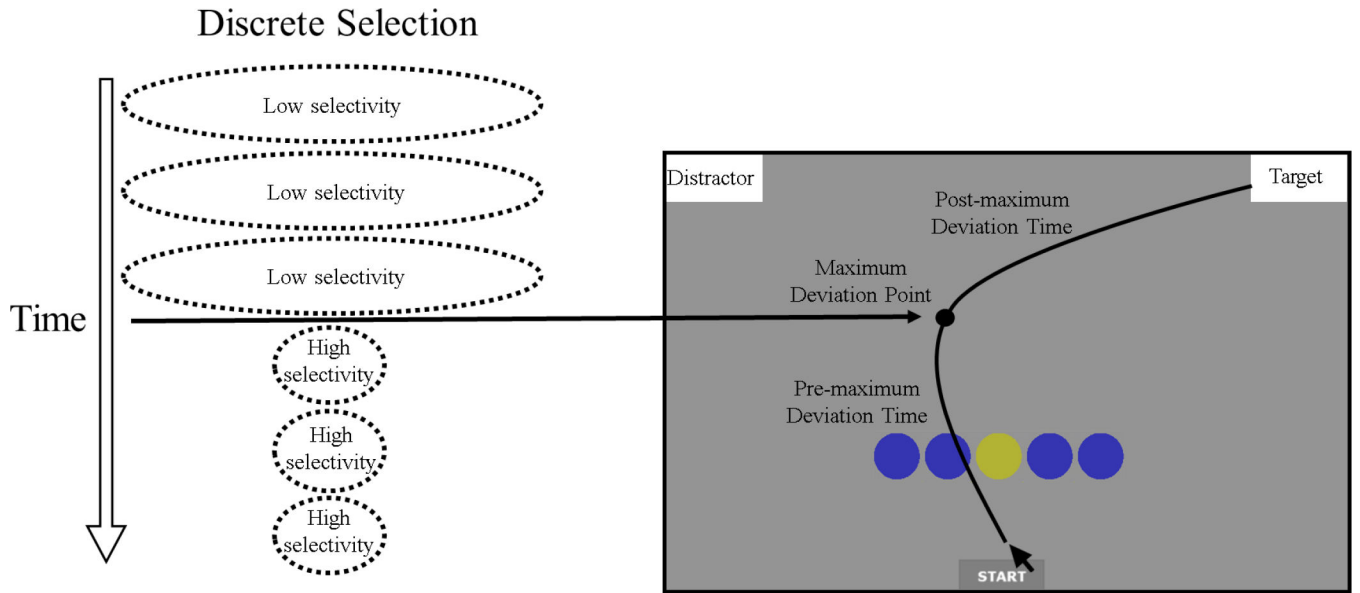 Discrete Selection
Low selectivity
Low selectivity
Low selectivity
Time
High
selectivity
High
selectivity
High
selectivity
Distractor
Target
Post-maximum
Deviation Time
Maximum
Deviation Point
Pre-maximum
Deviation Time
START